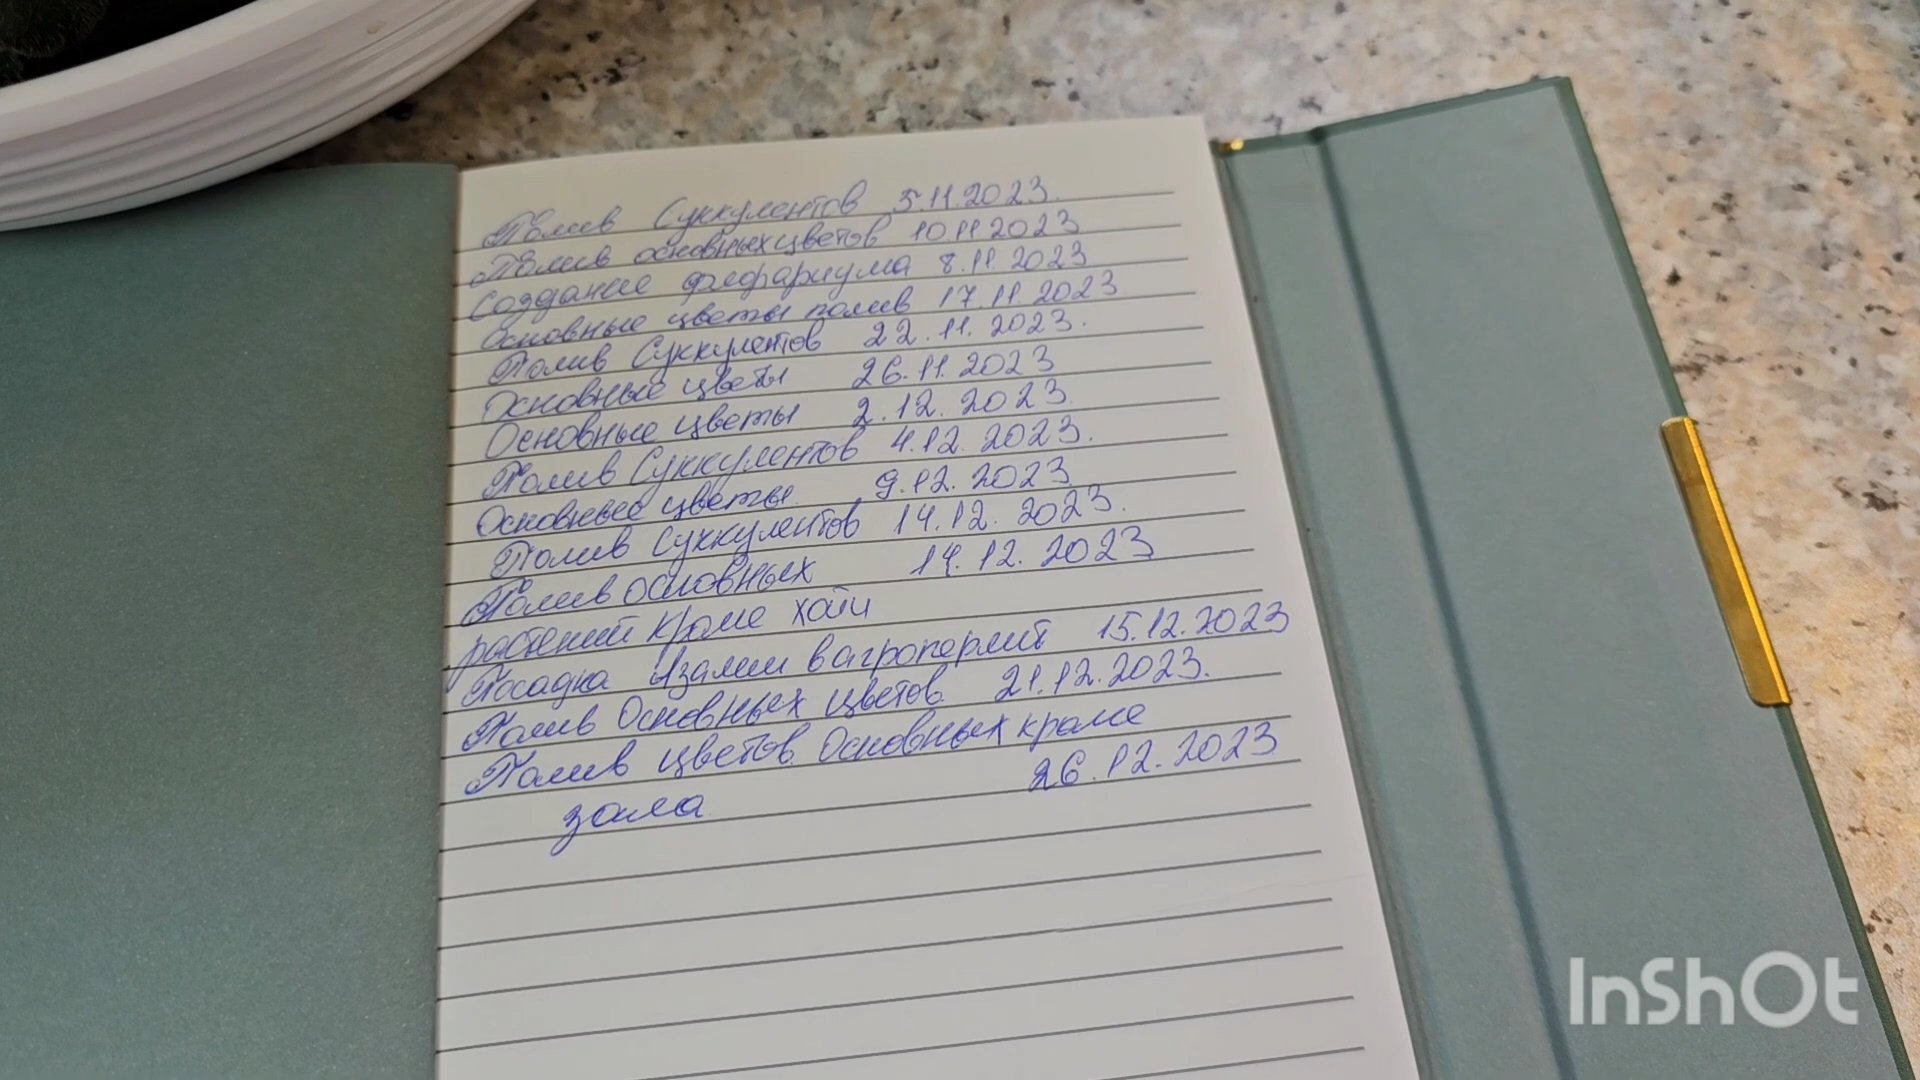 Полив Суккулентов 5.11.2023.
Полив основных цветов 10.11.2023
Создание флорариума 8.11.2023
Основные цветы полив 17.11.2023
Полив Суккулентов 22.11.2023.
Основные цветы 26.11.2023
Основные цветы 2.12.2023.
Полив Суккулентов 4.12.2023.
Основные цветы 9.12.2023
Полив Суккулентов 14.12.2023.
Полив основных 14.12.2023
растений кроме хойи
Посадка Азалии в агроперлит 15.12.2023
Полив Основных цветов 21.12.2023.
Полив цветов Основных кроме
зала 26.12.2023
InShOt